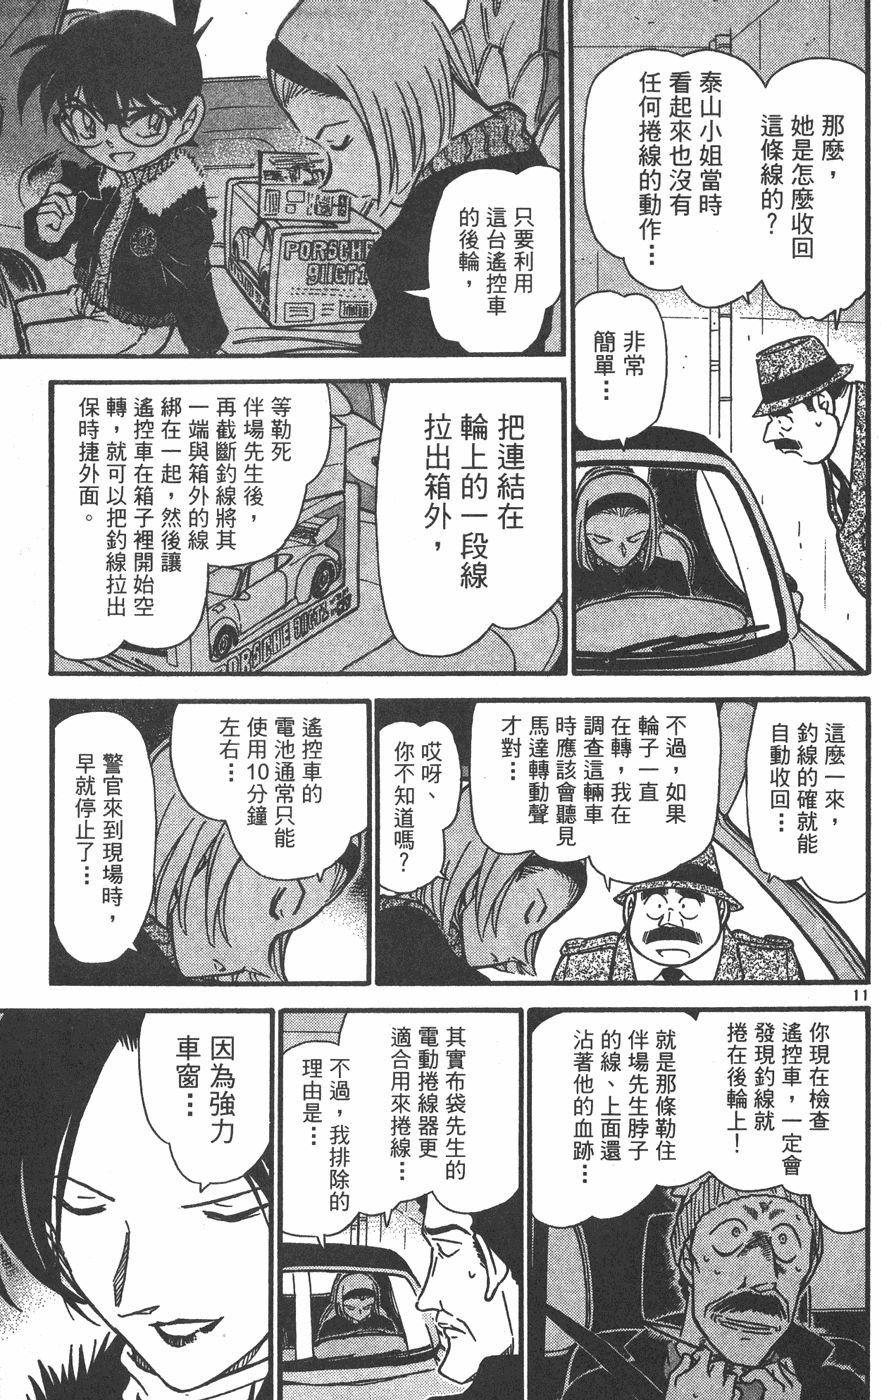 那麼，
她是怎麼收回
這條線的？
泰山小姐當時
看起來也沒有
任何捲線的動作…
非常
簡單…
只要利用
這台遙控車
的後輪，
PORSCHE
911GT1
把連結在
輪上的一段線
拉出箱外，
等勒死
伴場先生後，
再截斷釣線將其
一端與箱外的線
綁在一起，然後讓
遙控車在箱子裡開始空
轉，就可以把釣線拉出
保時捷外面。
PORSCHE 911GT1
這麼一來，
釣線的確就能
自動收回…
不過，如果
輪子一直
在轉，我在
調查這輛車
時應該會聽見
馬達轉動聲
才對…
哎呀、
你不知道嗎？
遙控車的
電池通常只能
使用10分鐘
左右…
警官來到現場時，
早就停止了…
11
你現在檢查
遙控車，一定會
發現釣線就
捲在後輪上！
就是那條勒住
伴場先生脖子
的線、上面還
沾著他的血跡…
其實布袋先生的
電動捲線器更
適合用來捲線…
不過，我排除的
理由是…
因為強力
車窗…